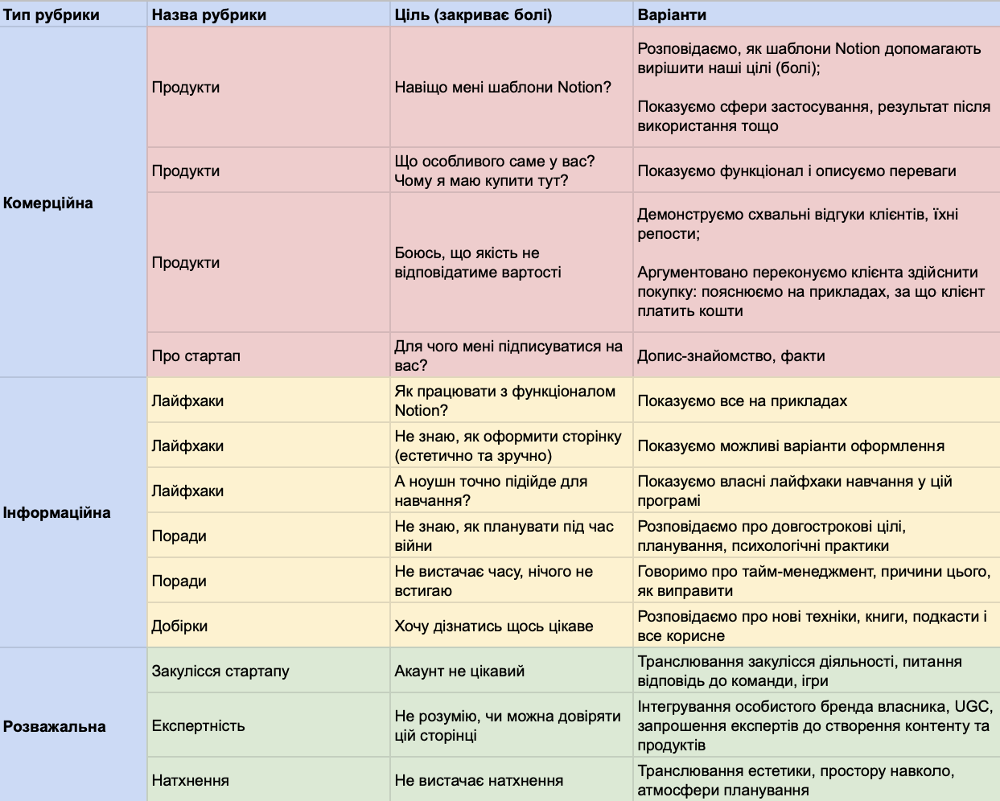 Тип рубрики
Назва рубрики
Ціль (закриває болі)
Варіанти
Комерційна
Продукти
Навіщо мені шаблони Notion?
Розповідаємо, як шаблони Notion допомагають
вирішити наші цілі (болі);
Показуємо сфери застосування, результат після
використання тощо
Продукти
Що особливого саме у вас?
Чому я маю купити тут?
Показуємо функціонал і описуємо переваги
Продукти
Боюсь, що якість не
відповідатиме вартості
Демонструємо схвальні відгуки клієнтів, їхні
репости;
Аргументовано переконуємо клієнта здійснити
покупку: пояснюємо на прикладах, за що клієнт
платить кошти
Про стартап
Для чого мені підписуватися на
вас?
Допис-знайомство, факти
Інформаційна
Лайфхаки
Як працювати з функціоналом
Notion?
Показуємо все на прикладах
Лайфхаки
Не знаю, як оформити сторінку
(естетично та зручно)
Показуємо можливі варіанти оформлення
Лайфхаки
А ноушн точно підійде для
навчання?
Показуємо власні лайфхаки навчання у цій
програмі
Поради
Не знаю, як планувати під час
війни
Розповідаємо про довгострокові цілі,
планування, психологічні практики
Поради
Не вистачає часу, нічого не
встигаю
Говоримо про тайм-менеджмент, причини цього,
як виправити
Добірки
Хочу дізнатись щось цікаве
Розповідаємо про нові техніки, книги, подкасти і
все корисне
Розважальна
Закулісся стартапу
Акаунт не цікавий
Транслювання закулісся діяльності, питання
відповідь до команди, ігри
Експертність
Не розумію, чи можна довіряти
цій сторінці
Інтегрування особистого бренда власника, UGC,
запрошення експертів до створення контенту та
продуктів
Натхнення
Не вистачає натхнення
Транслювання естетики, простору навколо,
атмосфери планування